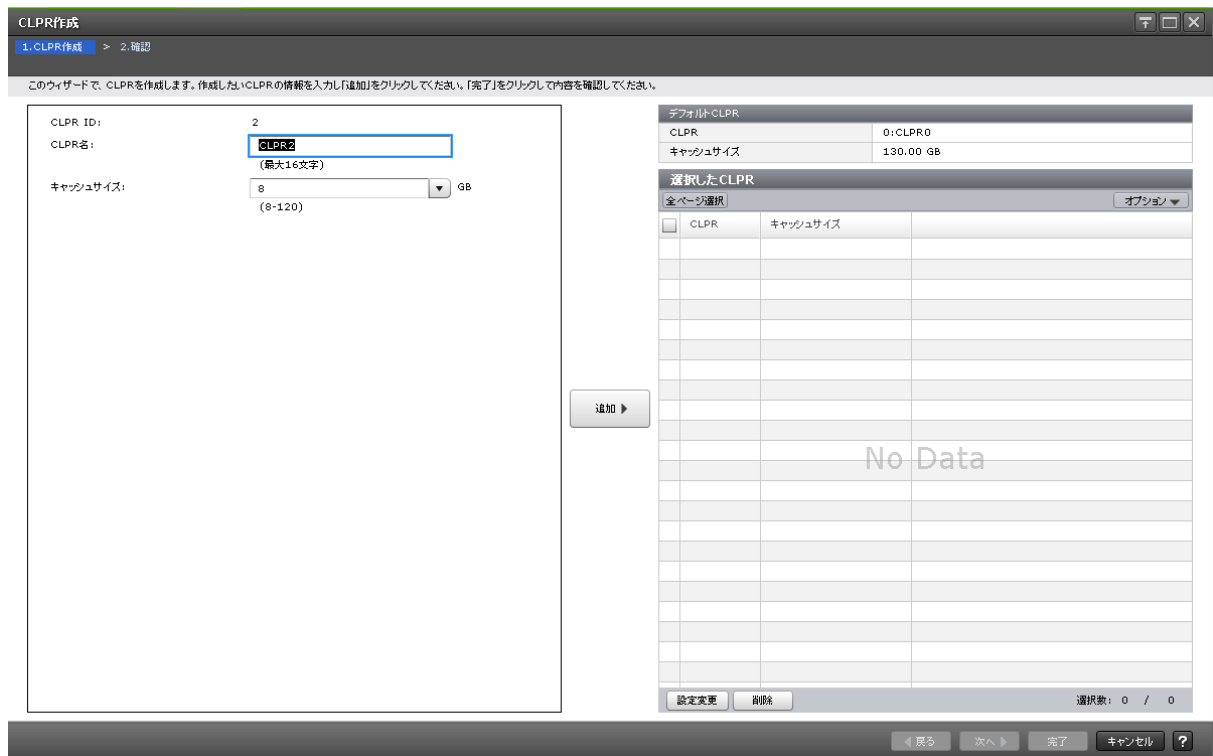 CLPR作成
1.CLPR作成 > 2.確認
このウィザードで、CLPRを作成します。作成したいCLPRの情報を入力し「追加」をクリックしてください。「完了」をクリックして内容を確認してください。
CLPR ID: 2
CLPR名: CLPR2
(最大16文字)
キャッシュサイズ: 8 GB
(8-120)
追加
デフォルトCLPR
CLPR 0:CLPR0
キャッシュサイズ 130.00 GB
選択したCLPR
全ページ選択 オプション
CLPR キャッシュサイズ
No Data
設定変更 削除 選択数: 0 / 0
戻る 次へ 完了 キャンセル ?